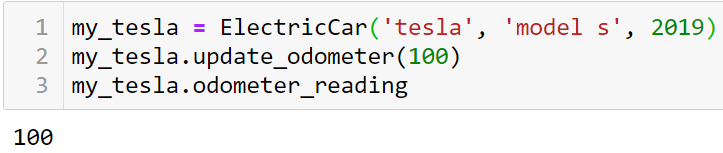 1 my_tesla = ElectricCar('tesla', 'model s', 2019)
2 my_tesla.update_odometer(100)
3 my_tesla.odometer_reading
100